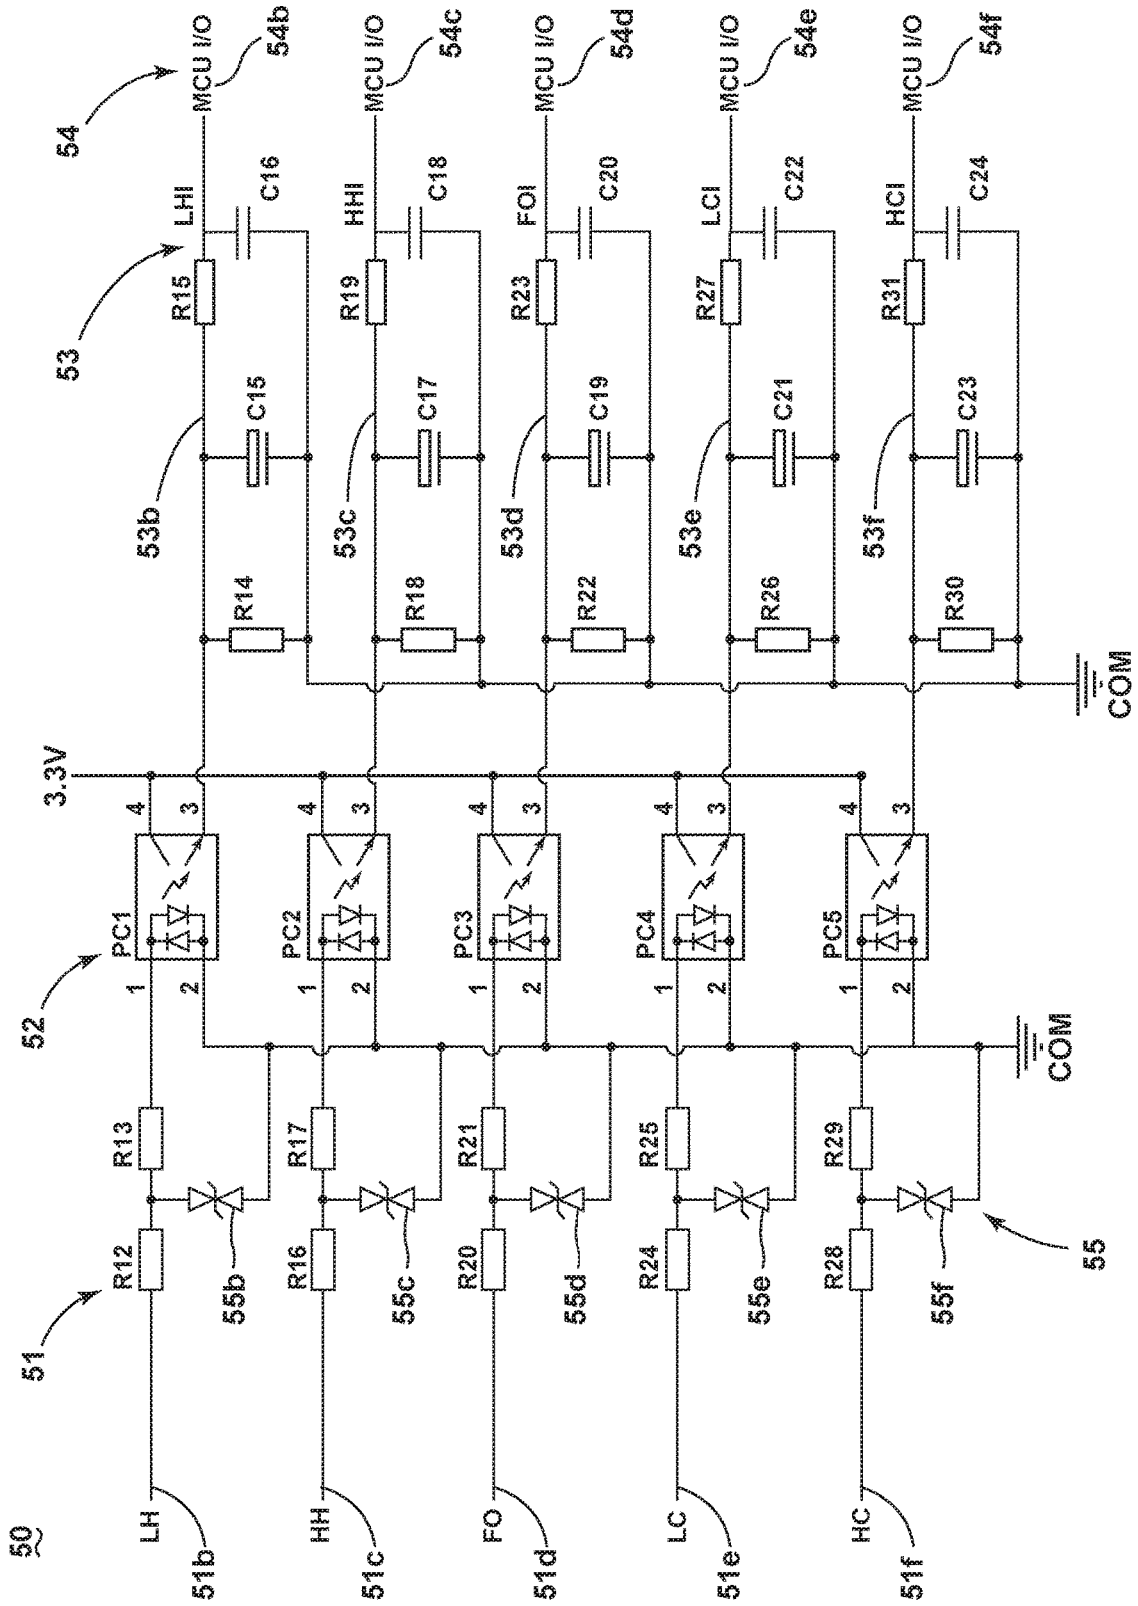 50
51
52
53
54
3.3V
LH
51b
R12
R13
55b
1
2
PC1
4
3
R14
53b
C15
R15
LHI
C16
MCU I/O
54b
HH
51c
R16
R17
55c
1
2
PC2
4
3
R18
53c
C17
R19
HHI
C18
MCU I/O
54c
FO
51d
R20
R21
55d
1
2
PC3
4
3
R22
53d
C19
R23
FOI
C20
MCU I/O
54d
LC
51e
R24
R25
55e
1
2
PC4
4
3
R26
53e
C21
R27
LCI
C22
MCU I/O
54e
HC
51f
R28
R29
55f
1
2
PC5
4
3
R30
53f
C23
R31
HCI
C24
MCU I/O
54f
55
COM
COM